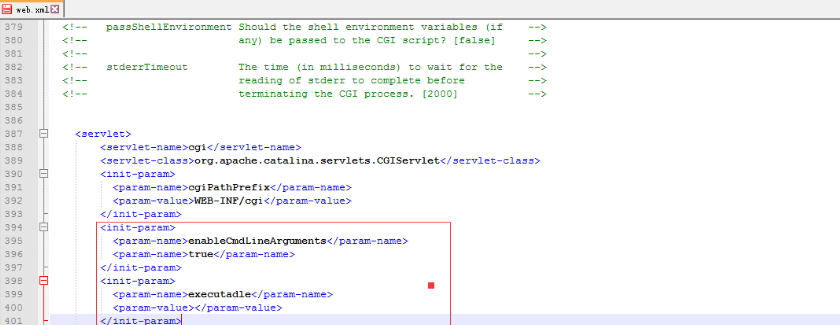 web.xml
379 <!-- passShellEnvironment Should the shell environment variables (if -->
380 <!-- any) be passed to the CGI script? [false] -->
381 <!-- -->
382 <!-- stderrTimeout The time (in milliseconds) to wait for the -->
383 <!-- reading of stderr to complete before -->
384 <!-- terminating the CGI process. [2000] -->
385
386
387 <servlet>
388 <servlet-name>cgi</servlet-name>
389 <servlet-class>org.apache.catalina.servlets.CGIServlet</servlet-class>
390 <init-param>
391 <param-name>cgiPathPrefix</param-name>
392 <param-value>WEB-INF/cgi</param-value>
393 </init-param>
394 <init-param>
395 <param-name>enableCmdLineArguments</param-name>
396 <param-name>true</param-name>
397 </init-param>
398 <init-param>
399 <param-name>executadle</param-name>
400 <param-value></param-value>
401 </init-param>